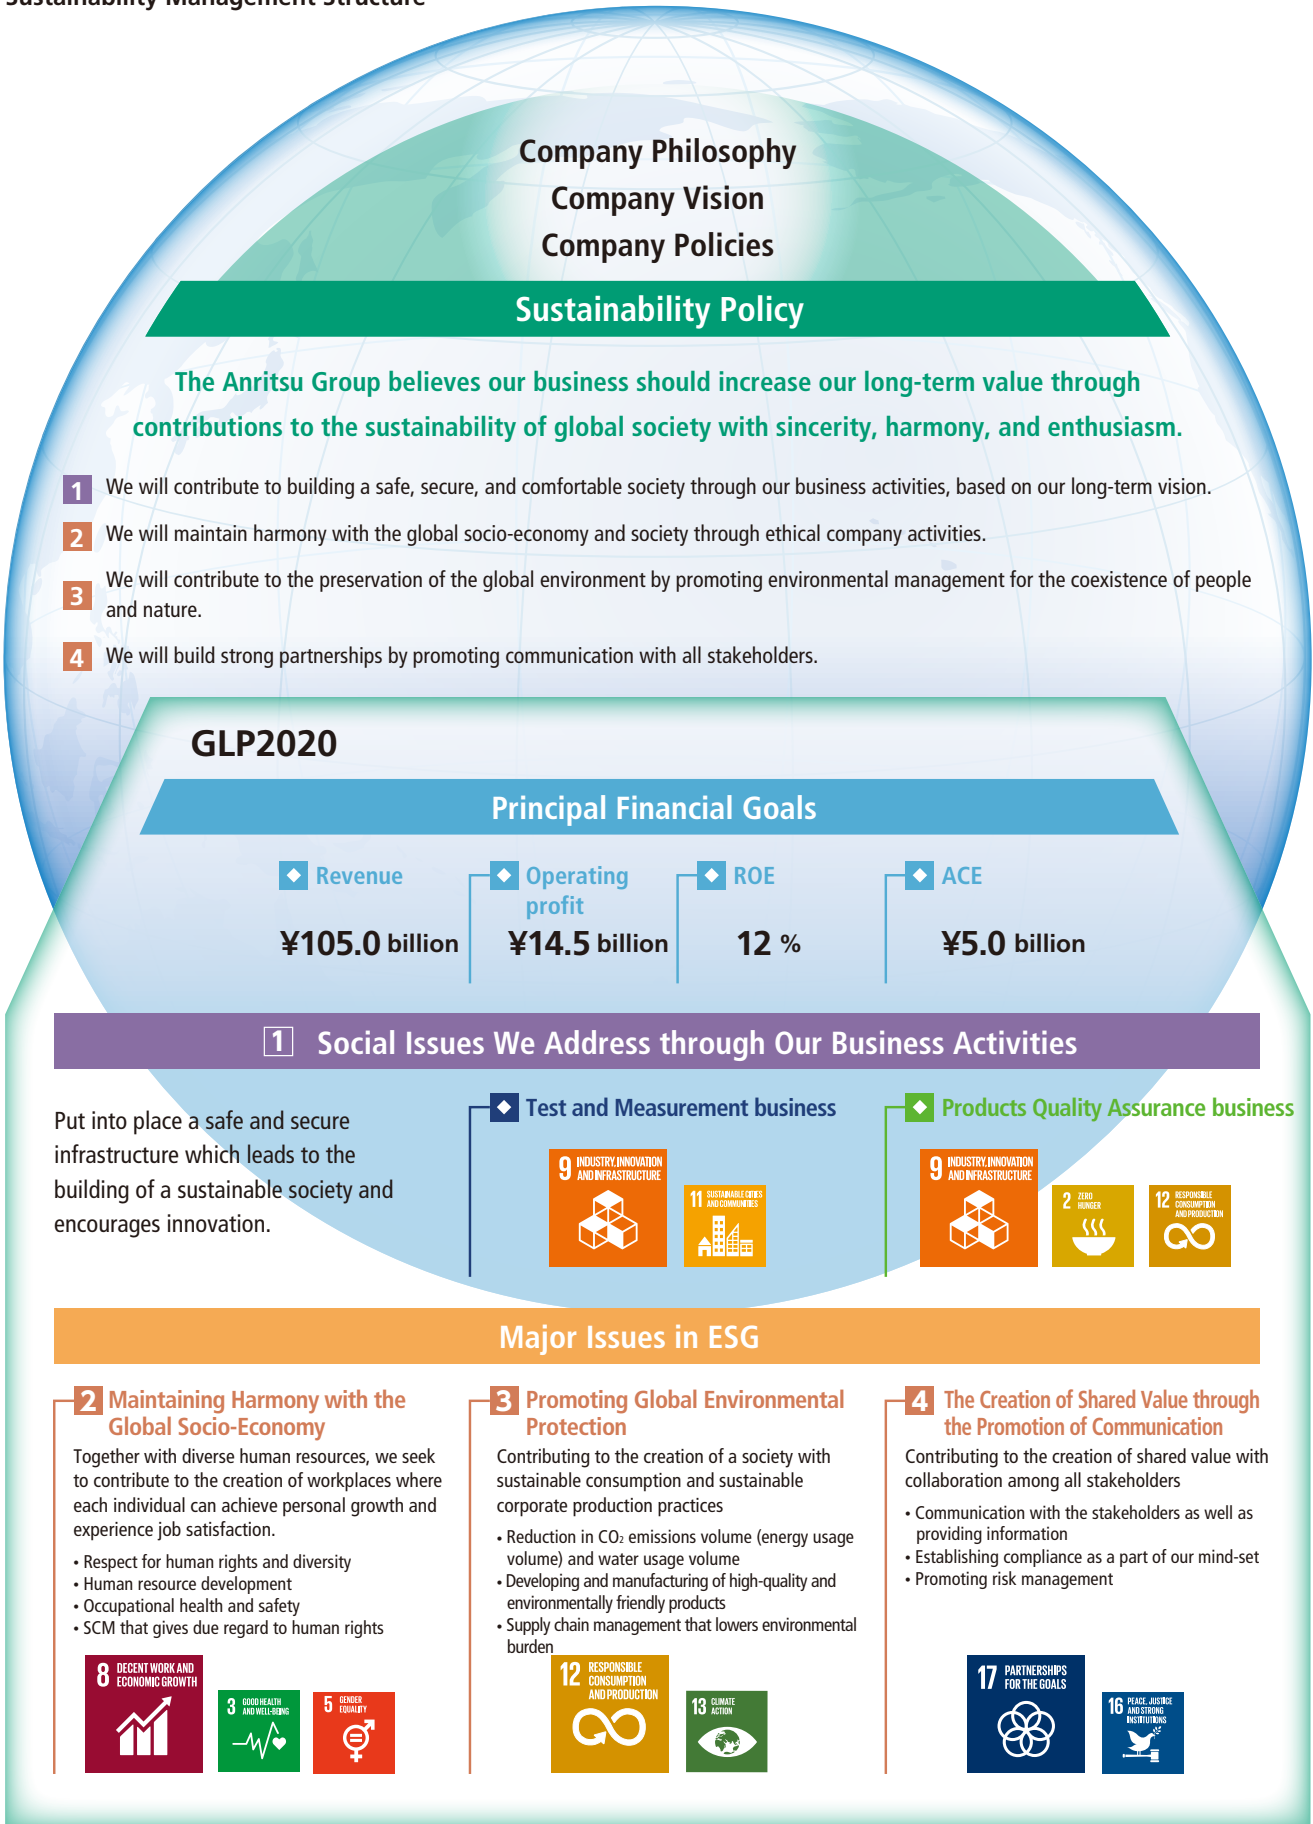 Sustainability Management Structure
Company Philosophy
Company Vision
Company Policies
Sustainability Policy
The Anritsu Group believes our business should increase our long-term value through
contributions to the sustainability of global society with sincerity, harmony, and enthusiasm.
1 We will contribute to building a safe, secure, and comfortable society through our business activities, based on our long-term vision.
2 We will maintain harmony with the global socio-economy and society through ethical company activities.
3 We will contribute to the preservation of the global environment by promoting environmental management for the coexistence of people
and nature.
4 We will build strong partnerships by promoting communication with all stakeholders.
GLP2020
Principal Financial Goals
Revenue
¥105.0 billion
Operating
profit
¥14.5 billion
ROE
12 %
ACE
¥5.0 billion
1 Social Issues We Address through Our Business Activities
Put into place a safe and secure
infrastructure which leads to the
building of a sustainable society and
encourages innovation.
Test and Measurement business
9 INDUSTRY, INNOVATION
AND INFRASTRUCTURE
11 SUSTAINABLE CITIES
AND COMMUNITIES
Products Quality Assurance business
9 INDUSTRY, INNOVATION
AND INFRASTRUCTURE
2 ZERO
HUNGER
12 RESPONSIBLE
CONSUMPTION
AND PRODUCTION
Major Issues in ESG
2 Maintaining Harmony with the
Global Socio-Economy
Together with diverse human resources, we seek
to contribute to the creation of workplaces where
each individual can achieve personal growth and
experience job satisfaction.
• Respect for human rights and diversity
• Human resource development
• Occupational health and safety
• SCM that gives due regard to human rights
8 DECENT WORK AND
ECONOMIC GROWTH
3 GOOD HEALTH
AND WELL-BEING
5 GENDER
EQUALITY
3 Promoting Global Environmental
Protection
Contributing to the creation of a society with
sustainable consumption and sustainable
corporate production practices
• Reduction in CO₂ emissions volume (energy usage
volume) and water usage volume
• Developing and manufacturing of high-quality and
environmentally friendly products
• Supply chain management that lowers environmental
burden
12 RESPONSIBLE
CONSUMPTION
AND PRODUCTION
13 CLIMATE
ACTION
4 The Creation of Shared Value through
the Promotion of Communication
Contributing to the creation of shared value with
collaboration among all stakeholders
• Communication with the stakeholders as well as
providing information
• Establishing compliance as a part of our mind-set
• Promoting risk management
17 PARTNERSHIPS
FOR THE GOALS
16 PEACE, JUSTICE
AND STRONG
INSTITUTIONS